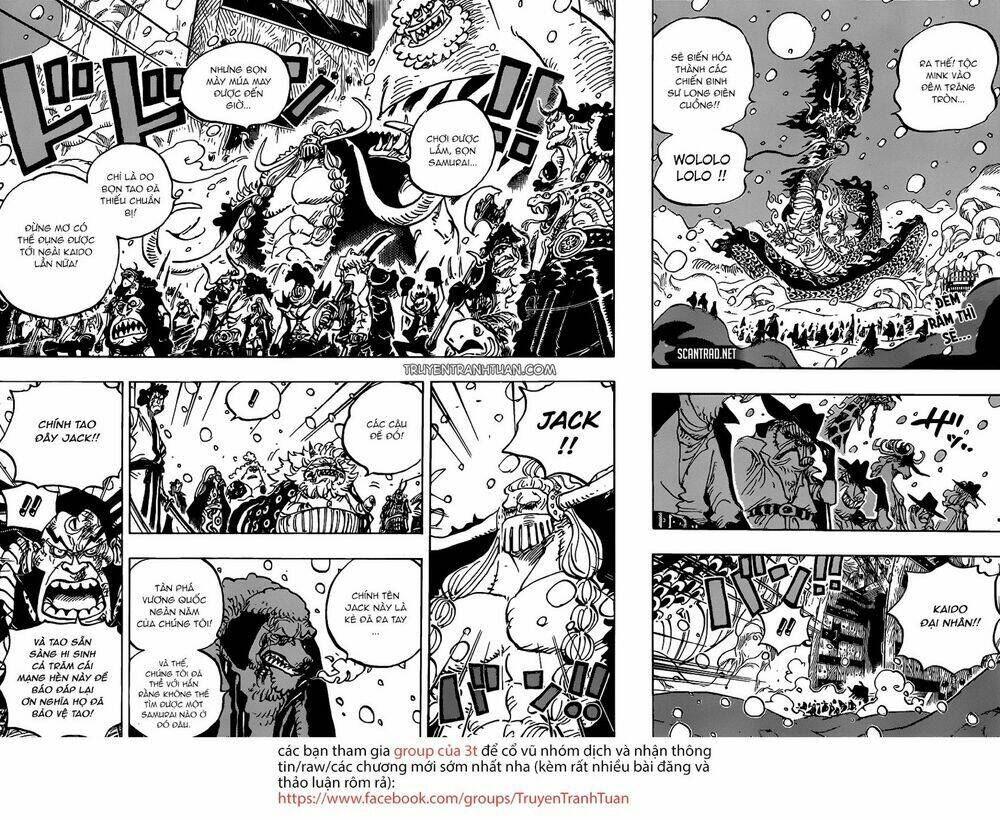 RA THẾ! TỘC
MINK VÀO
ĐÊM TRĂNG
TRÒN...
SẼ BIẾN HÓA
THÀNH CÁC
CHIẾN BINH
SƯ LONG ĐIÊN
CUỒNG!!
WOLOLO
LOLO !!
ĐÊM
RẰM THÌ
SẼ...
SCANTRAD.NET
KAIDO
ĐẠI NHÂN!!
NHƯNG BỌN
MÀY MÚA MAY
ĐƯỢC ĐẾN
GIỜ...
CHƠI ĐƯỢC
LẮM, BỌN
SAMURAI...
ドドドド!!
CHỈ LÀ DO
BỌN TAO ĐÃ
THIẾU CHUẨN
BỊ!
ĐỪNG MƠ CÓ
THỂ ĐỤNG ĐƯỢC
TỚI NGÀI KAIDO
LẦN NỮA!
TRUYENTRANHTUAN.COM
JACK
!!
CÁC CẬU
ĐỂ ĐÓ!
CHÍNH TÊN
JACK NÀY LÀ
KẺ ĐÃ RA TAY
...
TÀN PHÁ
VƯƠNG QUỐC
NGÀN NĂM
CỦA CHÚNG TÔI!
VÀ THẾ,
CHÚNG TÔI ĐÃ
THỀ VỚI HẮN
RẰNG KHÔNG THỂ
TÌM ĐƯỢC MỘT
SAMURAI NÀO Ở
ĐÓ ĐÂU.
CHÍNH TAO
ĐÂY JACK!!
!!
!!
VÀ TAO SẴN
SÀNG HI SINH
CẢ TRĂM CÁI
MẠNG HÈN NÀY ĐỂ
BÁO ĐÁP LẠI
ƠN NGHĨA HỌ ĐÃ
BẢO VỆ TAO!
các bạn tham gia group của 3t để cổ vũ nhóm dịch và nhận thông
tin/raw/các chương mới sớm nhất nha (kèm rất nhiều bài đăng và
thảo luận rôm rả):
https://www.facebook.com/groups/TruyenTranhTuan